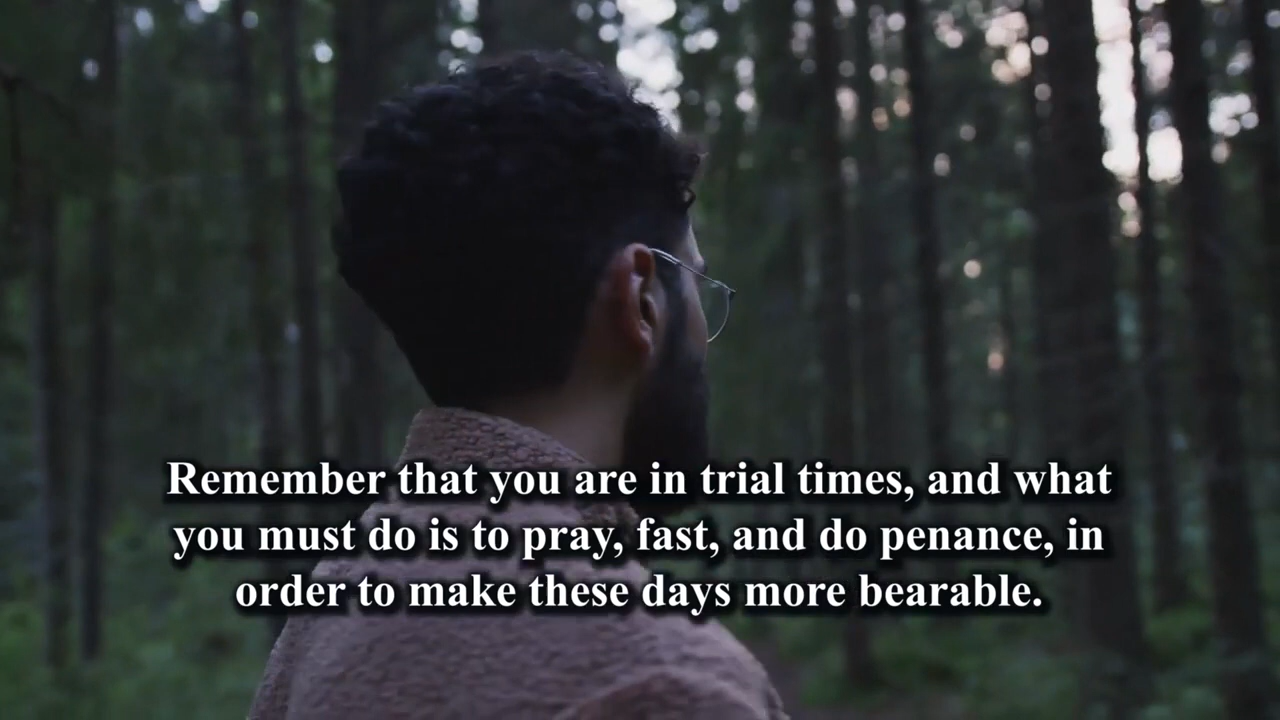 Remember that you are in trial times, and what
you must do is to pray, fast, and do penance, in
order to make these days more bearable.